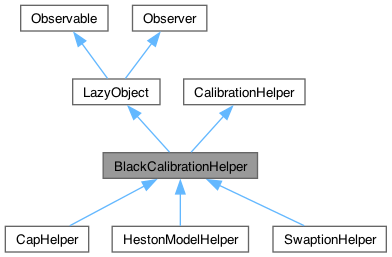 Observable
Observer
LazyObject
CalibrationHelper
BlackCalibrationHelper
CapHelper
HestonModelHelper
SwaptionHelper